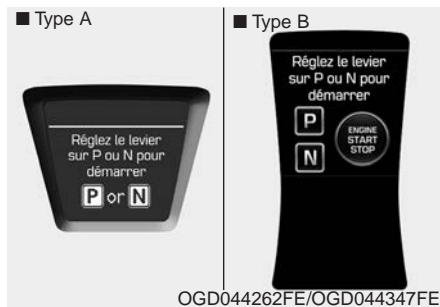 ■ Type A
Réglez le levier
sur P ou N pour
démarrer
P or N
■ Type B
Réglez le levier
sur P ou N pour
démarrer
P
N
ENGINE
START
STOP
OGD044262FE/OGD044347FE